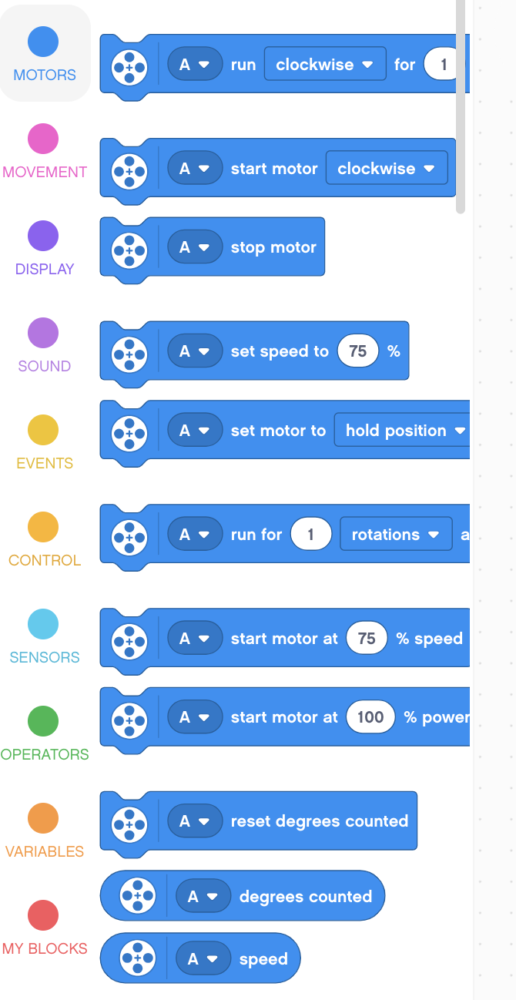 MOTORS
MOVEMENT
DISPLAY
SOUND
EVENTS
CONTROL
SENSORS
OPERATORS
VARIABLES
MY BLOCKS
A run clockwise for 1
A start motor clockwise
A stop motor
A set speed to 75 %
A set motor to hold position
A run for 1 rotations a
A start motor at 75 % speed
A start motor at 100 % power
A reset degrees counted
A degrees counted
A speed